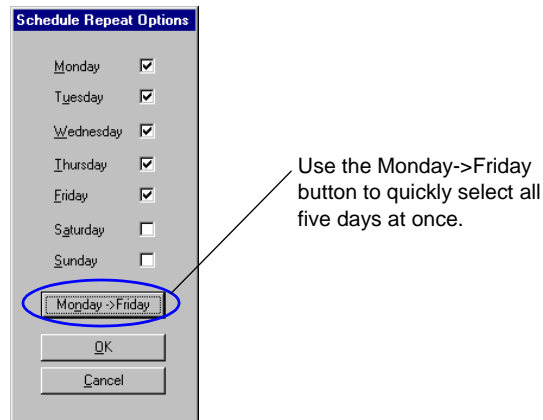 Schedule Repeat Options
Monday
Tuesday
Wednesday
Thursday
Friday
Saturday
Sunday
Monday ->Friday
OK
Cancel
Use the Monday->Friday
button to quickly select all
five days at once.